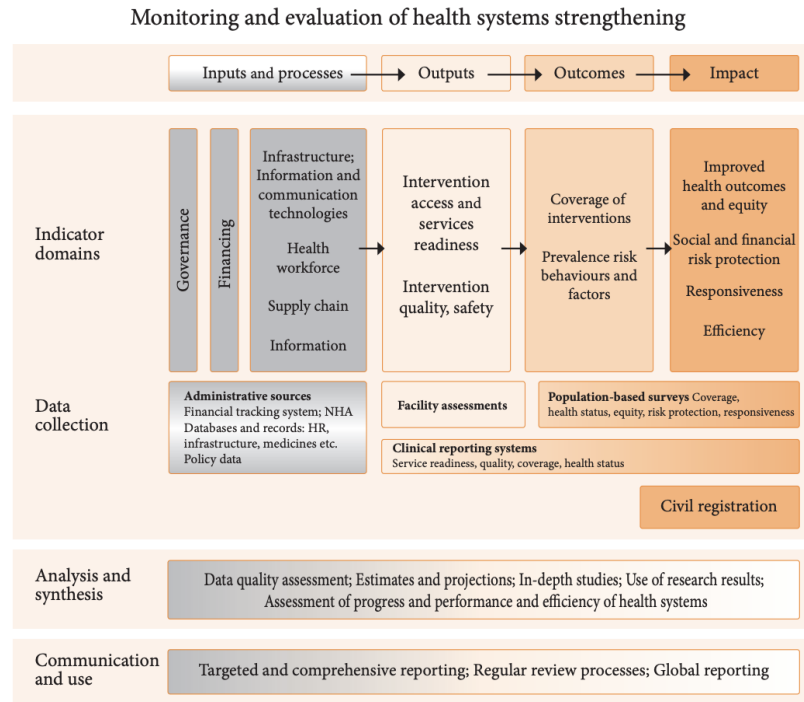 Monitoring and evaluation of health systems strengthening
Inputs and processes
Outputs
Outcomes
Impact
Indicator
domains
Governance
Financing
Infrastructure;
Information and
communication
technologies
Health
workforce
Supply chain
Information
Intervention
access and
services
readiness
Intervention
quality, safety
Coverage of
interventions
Prevalence risk
behaviours and
factors
Improved
health outcomes
and equity
Social and financial
risk protection
Responsiveness
Efficiency
Data
collection
Administrative sources
Financial tracking system; NHA
Databases and records: HR,
infrastructure, medicines etc.
Policy data
Facility assessments
Population-based surveys Coverage,
health status, equity, risk protection, responsiveness
Clinical reporting systems
Service readiness, quality, coverage, health status
Civil registration
Analysis and
synthesis
Data quality assessment; Estimates and projections; In-depth studies; Use of research results;
Assessment of progress and performance and efficiency of health systems
Communication
and use
Targeted and comprehensive reporting; Regular review processes; Global reporting